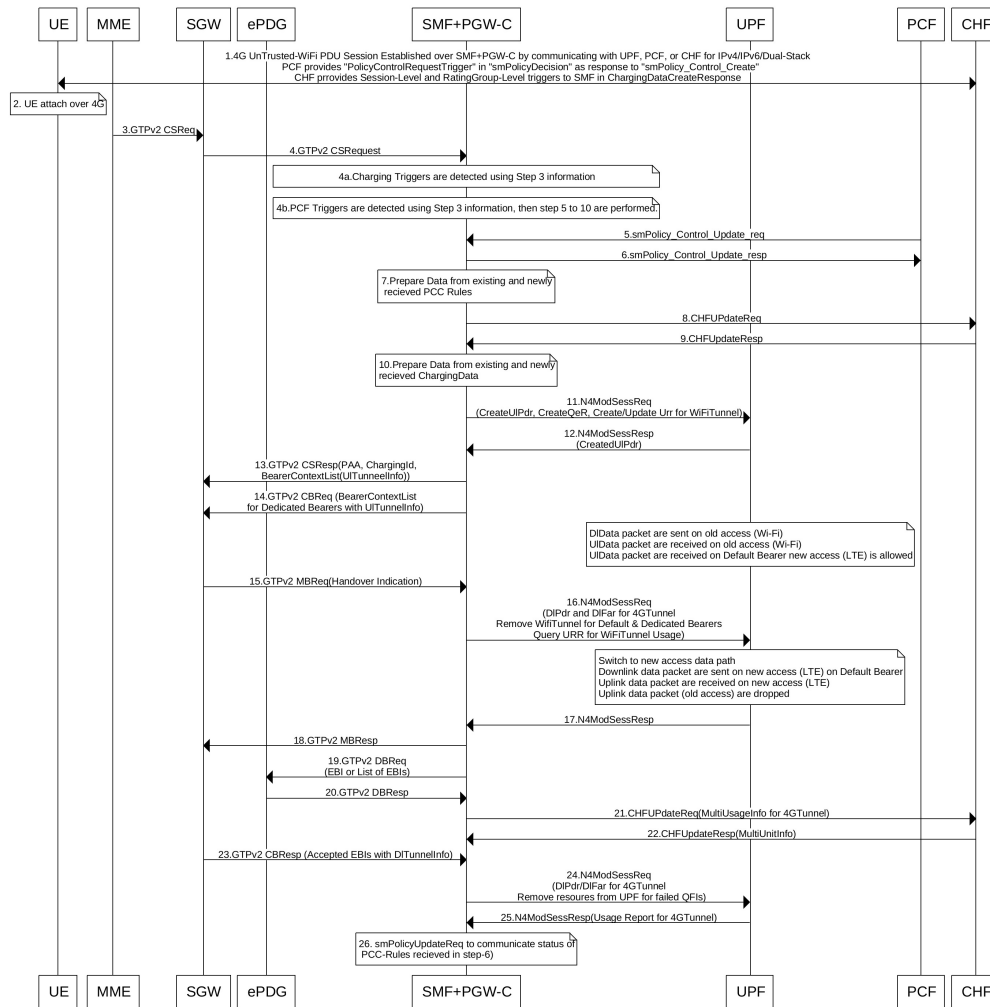 UE MME SGW ePDG SMF+PGW-C UPF PCF CHF
1.4G UnTrusted-WiFi PDU Session Established over SMF+PGW-C by communicating with UPF, PCF, or CHF for IPv4/IPv6/Dual-Stack
PCF provides "PolicyControlRequestTrigger" in "smPolicyDecision" as response to "smPolicy_Control_Create"
CHF provides Session-Level and RatingGroup-Level triggers to SMF in ChargingDataCreateResponse
2. UE attach over 4G
3.GTPv2 CSReq
4.GTPv2 CSRequest
4a.Charging Triggers are detected using Step 3 information
4b.PCF Triggers are detected using Step 3 information, then step 5 to 10 are performed.
5.smPolicy_Control_Update_req
6.smPolicy_Control_Update_resp
7.Prepare Data from existing and newly
recieved PCC Rules
8.CHFUPdateReq
9.CHFUpdateResp
10.Prepare Data from existing and newly
recieved ChargingData
11.N4ModSessReq
(CreateUlPdr, CreateQeR, Create/Update Urr for WiFiTunnel)
12.N4ModSessResp
(CreatedUlPdr)
13.GTPv2 CSResp(PAA, ChargingId,
BearerContextList(UlTunneelInfo))
14.GTPv2 CBReq (BearerContextList
for Dedicated Bearers with UlTunnelInfo)
DlData packet are sent on old access (Wi-Fi)
UlData packet are received on old access (Wi-Fi)
UlData packet are received on Default Bearer new access (LTE) is allowed
15.GTPv2 MBReq(Handover Indication)
16.N4ModSessReq
(DlPdr and DlFar for 4GTunnel
Remove WifiTunnel for Default & Dedicated Bearers
Query URR for WiFiTunnel Usage)
Switch to new access data path
Downlink data packet are sent on new access (LTE) on Default Bearer
Uplink data packet are received on new access (LTE)
Uplink data packet (old access) are dropped
17.N4ModSessResp
18.GTPv2 MBResp
19.GTPv2 DBReq
(EBI or List of EBIs)
20.GTPv2 DBResp
21.CHFUPdateReq(MultiUsageInfo for 4GTunnel)
22.CHFUpdateResp(MultiUnitInfo)
23.GTPv2 CBResp (Accepted EBIs with DlTunnelInfo)
24.N4ModSessReq
(DlPdr/DlFar for 4GTunnel
Remove resoures from UPF for failed QFIs)
25.N4ModSessResp(Usage Report for 4GTunnel)
26. smPolicyUpdateReq to communicate status of
PCC-Rules recieved in step-6)
UE MME SGW ePDG SMF+PGW-C UPF PCF CHF